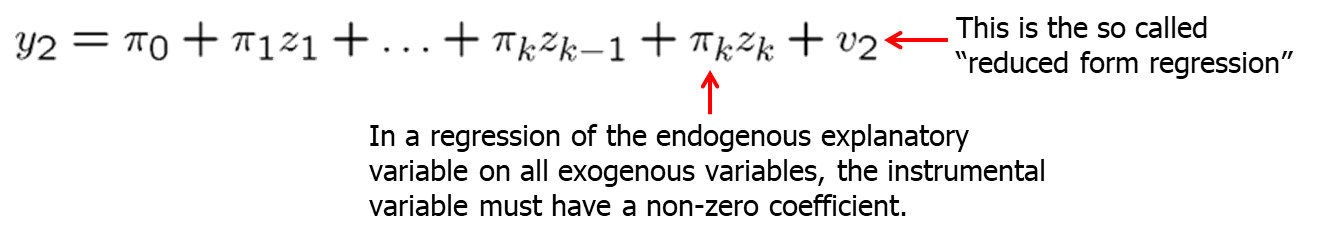 y₂ = π₀ + π₁z₁ + . . . + πₖzₖ₋₁ + πₖzₖ + v₂
This is the so called
“reduced form regression”
In a regression of the endogenous explanatory
variable on all exogenous variables, the instrumental
variable must have a non-zero coefficient.